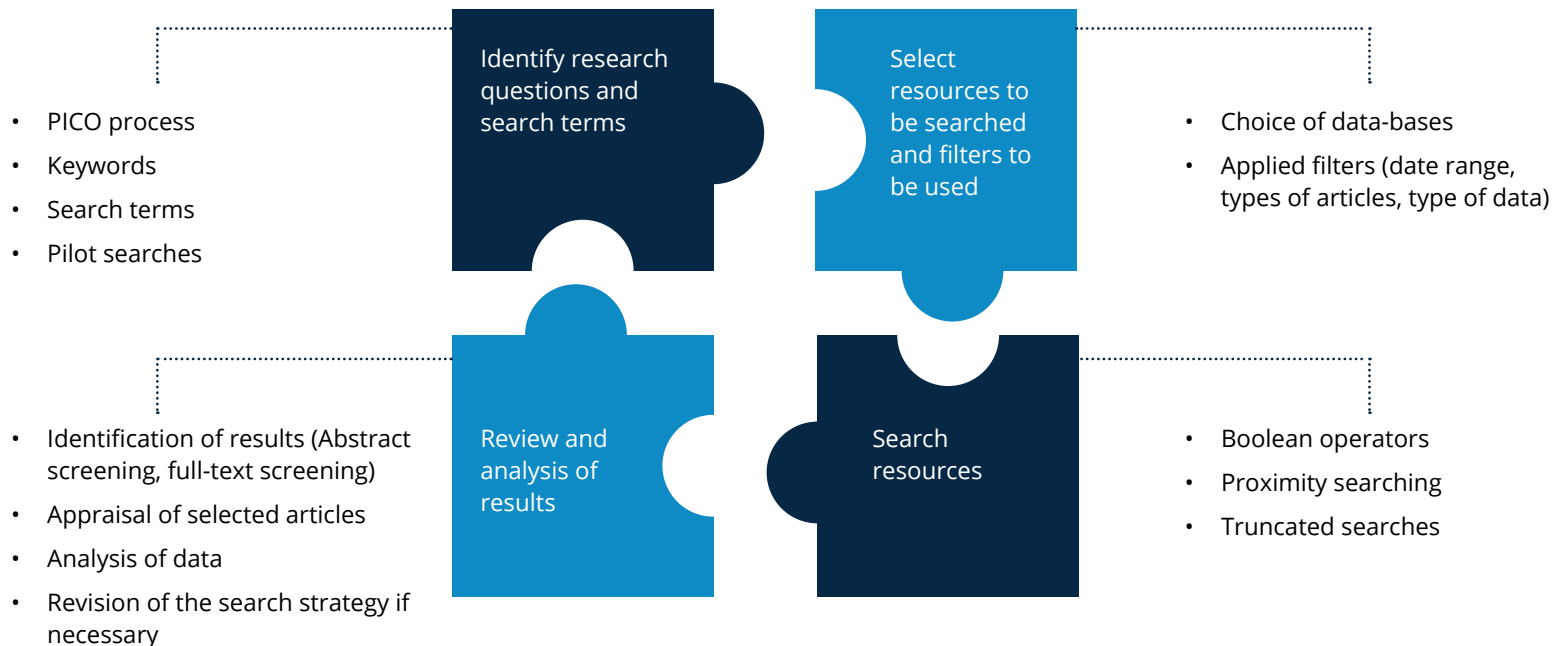 Identify research
questions and
search terms
• PICO process
• Keywords
• Search terms
• Pilot searches
Select
resources to
be searched
and filters to
be used
• Choice of data-bases
• Applied filters (date range,
types of articles, type of data)
Review and
analysis of
results
• Identification of results (Abstract
screening, full-text screening)
• Appraisal of selected articles
• Analysis of data
• Revision of the search strategy if
necessary
Search
resources
• Boolean operators
• Proximity searching
• Truncated searches